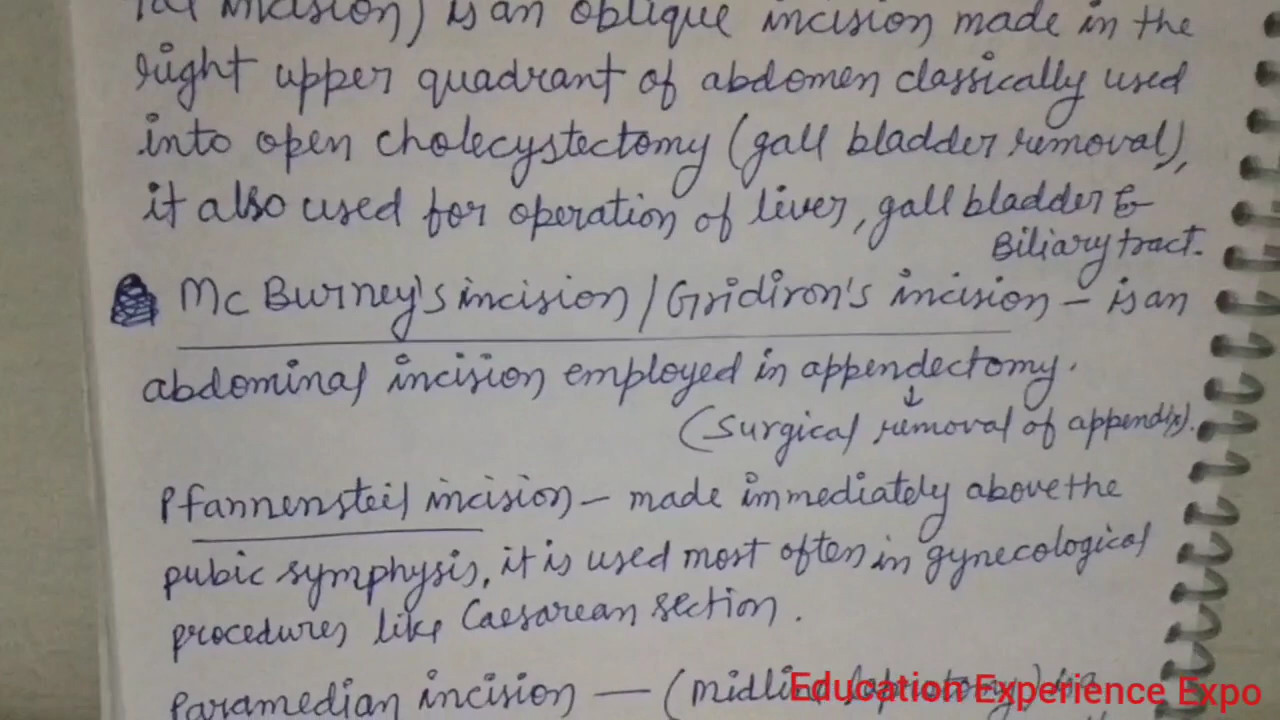 incision) is an oblique incision made in the
right upper quadrant of abdomen classically used
into open cholecystectomy (gall bladder removal),
it also used for operation of liver, gall bladder &
Biliary tract.
Mc Burney's incision / Gridiron's incision – is an
abdominal incision employed in appendectomy.
↓
(Surgical removal of appendix).
Pfannensteil incision – made immediately above the
pubic symphysis, it is used most often in gynecological
procedures like Caesarean section.
Paramedian incision — (midline
Education Experience Expo